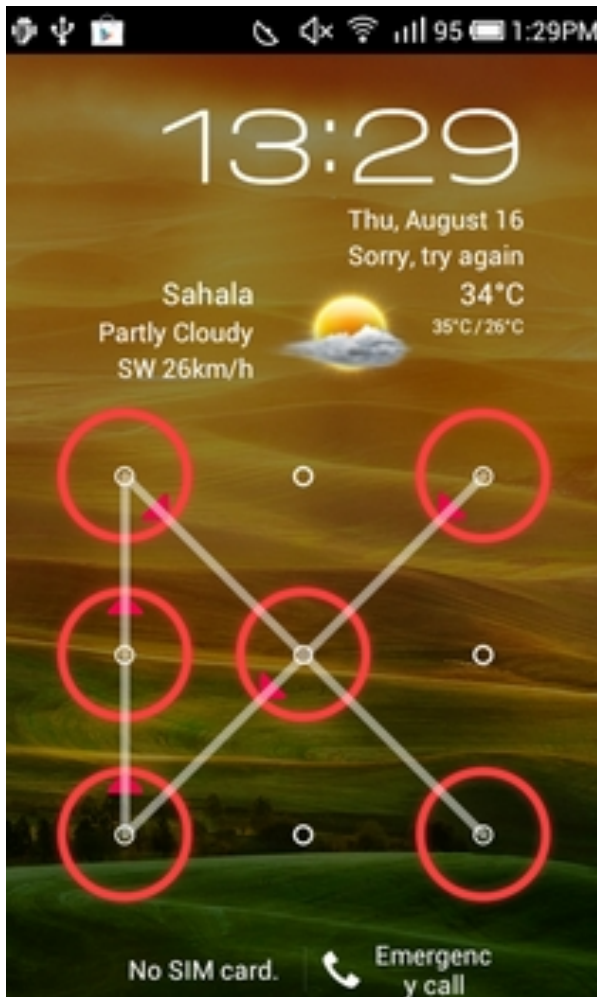 95 1:29PM
13:29
Thu, August 16
Sorry, try again
Sahala
34°C
Partly Cloudy
35°C / 26°C
SW 26km/h
No SIM card.
Emergenc
y call